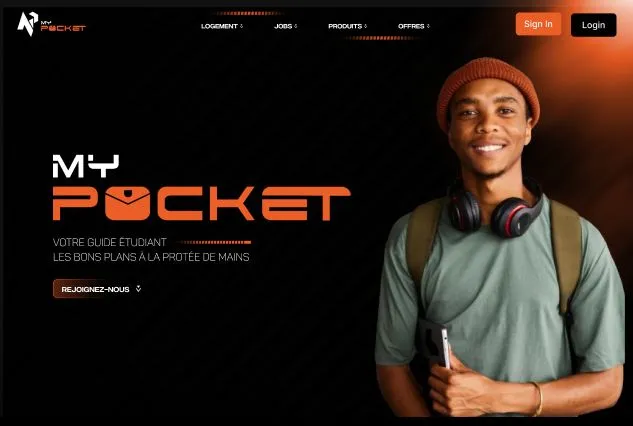 MY
POCKET
LOGEMENT
JOBS
PRODUITS
OFFRES
Sign In
Login
MY
POCKET
VOTRE GUIDE ÉTUDIANT
LES BONS PLANS À LA PROTÉE DE MAINS
REJOIGNEZ-NOUS